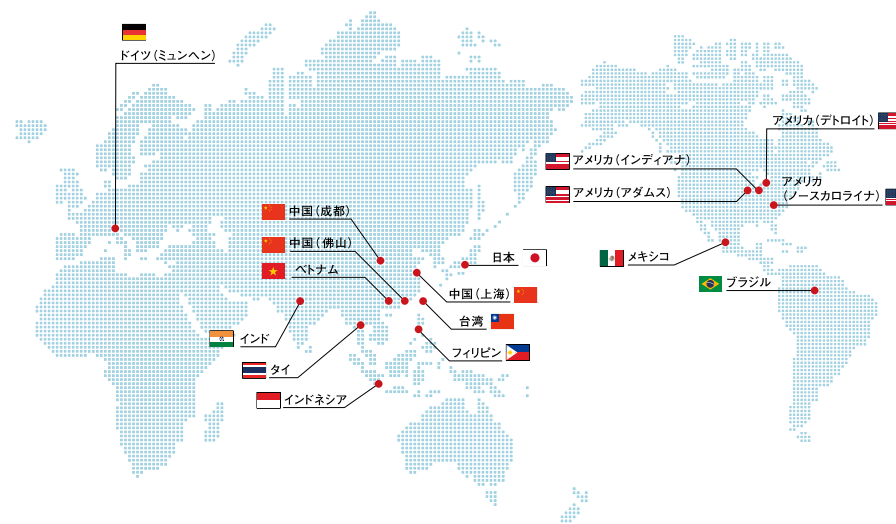 ドイツ(ミュンヘン)
アメリカ(デトロイト)
アメリカ(インディアナ)
アメリカ(アダムス)
アメリカ
(ノースカロライナ)
中国(成都)
中国(佛山)
ベトナム
日本
メキシコ
中国(上海)
ブラジル
台湾
インド
フィリピン
タイ
インドネシア